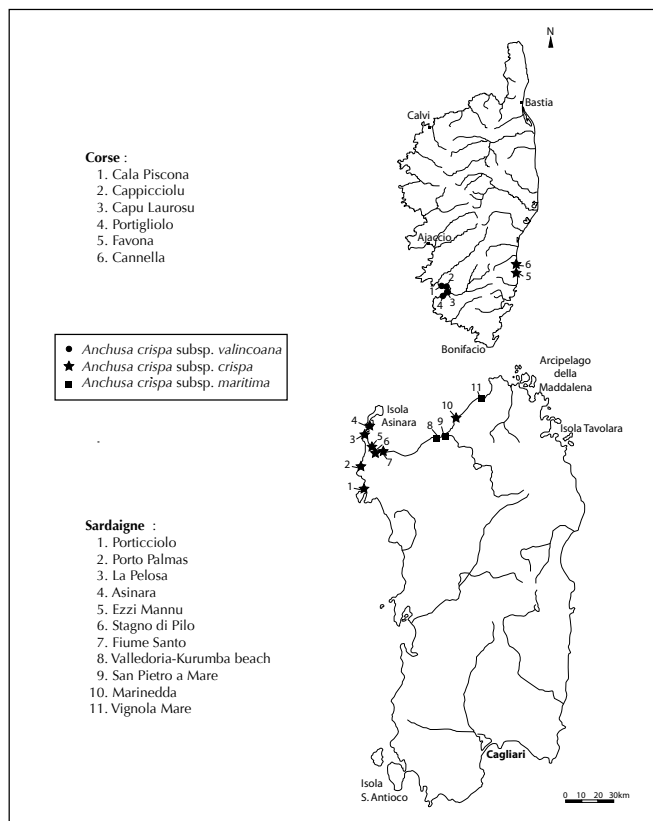 N
Bastia
Calvi
Corse :
1. Cala Piscona
2. Cappicciolu
3. Capu Laurosu
4. Portigliolo
5. Favona
6. Cannella
Ajaccio
6
5
2
1
3
4
Bonifacio
Anchusa crispa subsp. valincoana
Anchusa crispa subsp. crispa
Anchusa crispa subsp. maritima
Arcipelago
della
Maddalena
11
Isola
Asinara
10
Isola Tavolara
4
3
5
6
8
9
7
2
1
Sardaigne :
1. Porticciolo
2. Porto Palmas
3. La Pelosa
4. Asinara
5. Ezzi Mannu
6. Stagno di Pilo
7. Fiume Santo
8. Valledoria-Kurumba beach
9. San Pietro a Mare
10. Marinedda
11. Vignola Mare
Cagliari
Isola
S. Antioco
0 10 20 30km